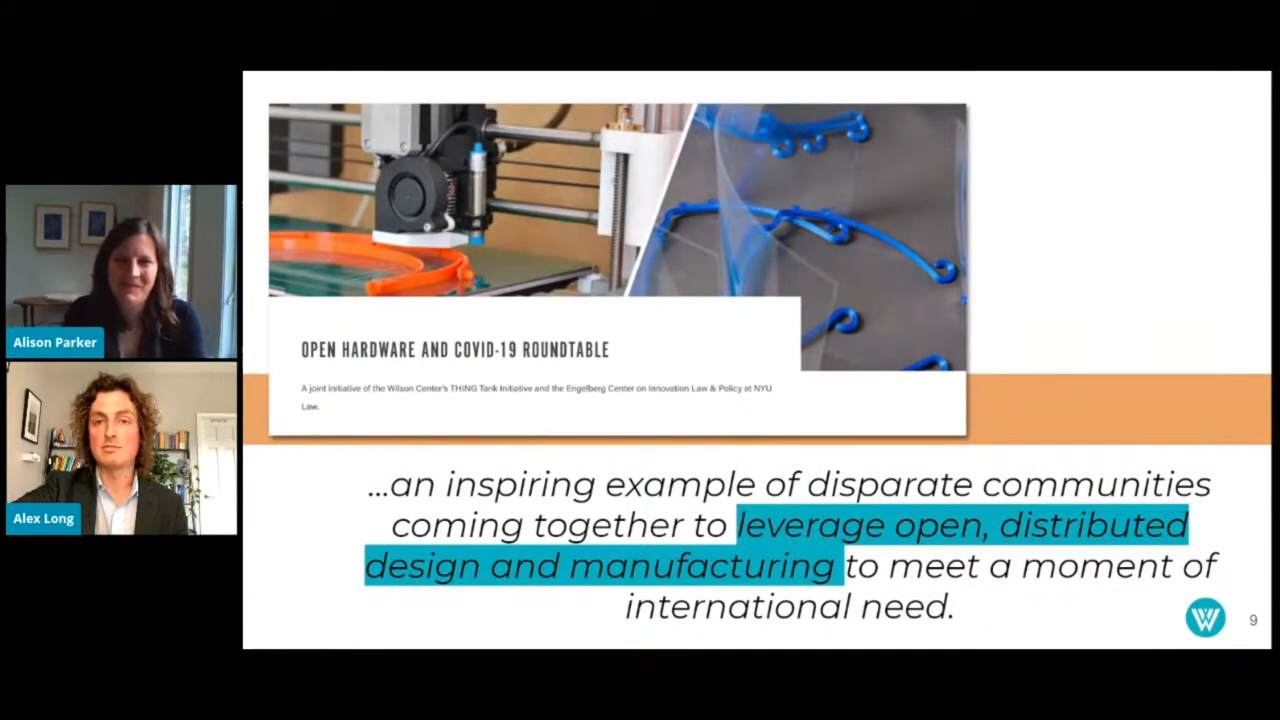 Alison Parker
Alex Long
OPEN HARDWARE AND COVID-19 ROUNDTABLE
A joint initiative of the Wilson Center's THING Tank Initiative and the Engelberg Center on Innovation Law & Policy at NYU
Law.
...an inspiring example of disparate communities
coming together to leverage open, distributed
design and manufacturing to meet a moment of
international need.
W
9